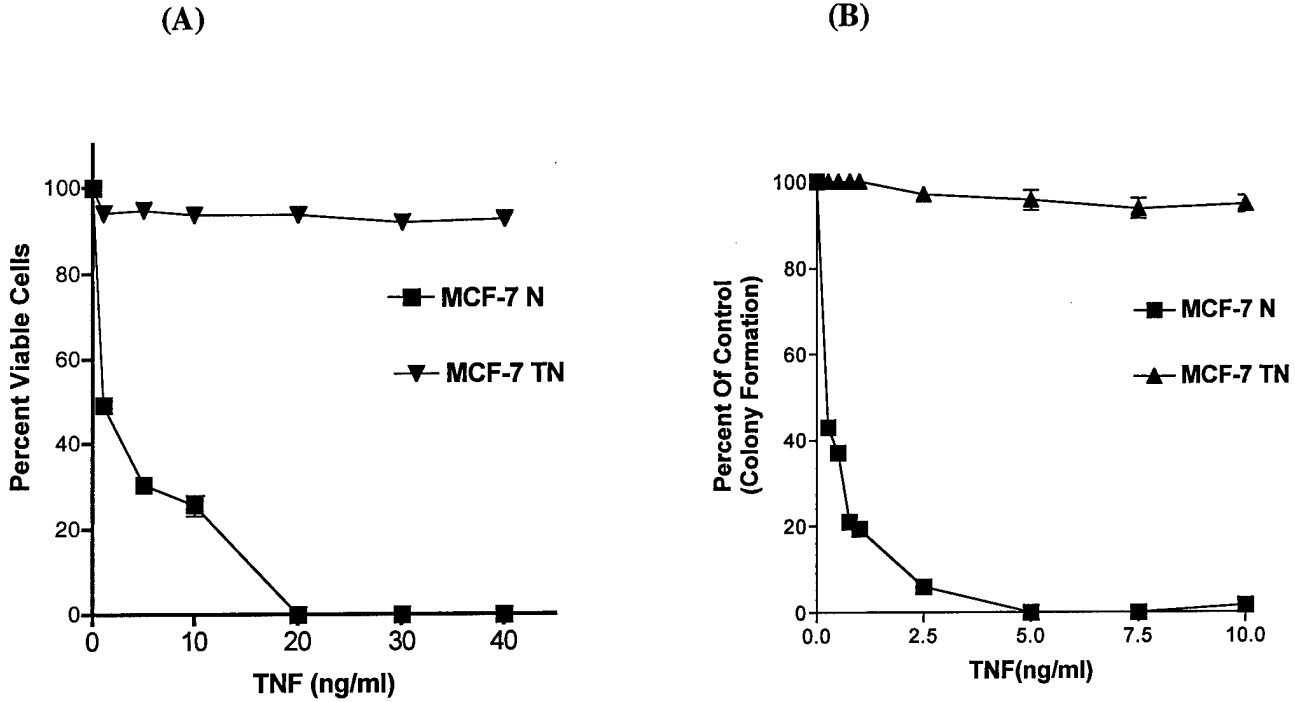 (A)
Percent Viable Cells
100
80
60
40
20
0
0 10 20 30 40
TNF (ng/ml)
MCF-7 N
MCF-7 TN
(B)
Percent Of Control
(Colony Formation)
100
80
60
40
20
0
0.0 2.5 5.0 7.5 10.0
TNF(ng/ml)
MCF-7 N
MCF-7 TN